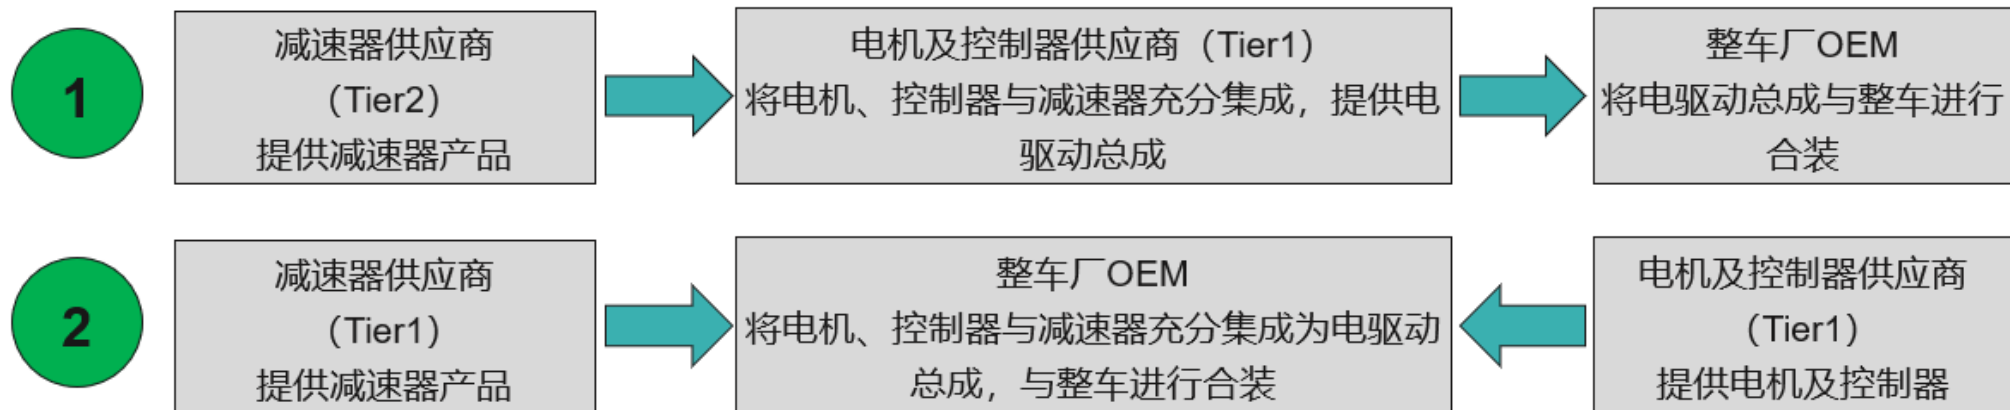 1
减速器供应商
（Tier2）
提供减速器产品
电机及控制器供应商（Tier1）
将电机、控制器与减速器充分集成，提供电
驱动总成
整车厂OEM
将电驱动总成与整车进行
合装
2
减速器供应商
（Tier1）
提供减速器产品
整车厂OEM
将电机、控制器与减速器充分集成为电驱动
总成，与整车进行合装
电机及控制器供应商
（Tier1）
提供电机及控制器